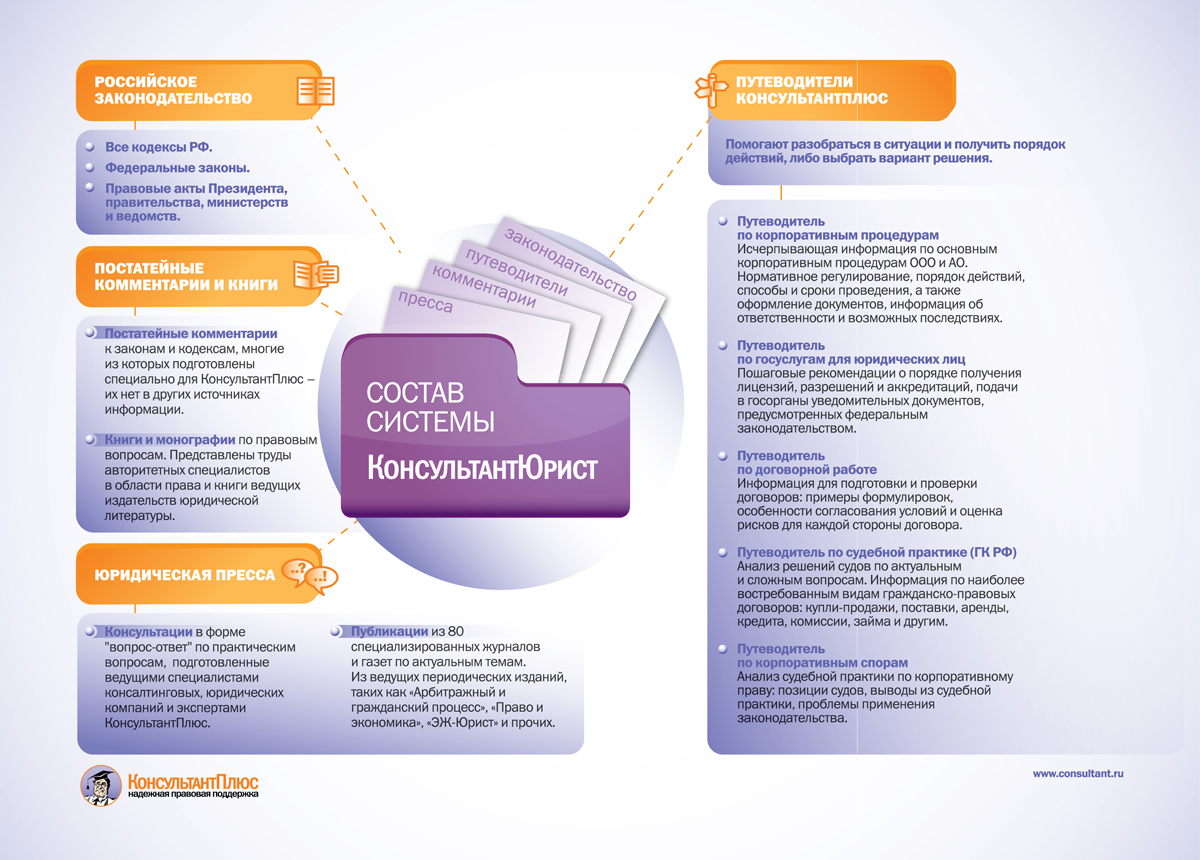 РОССИЙСКОЕ
ЗАКОНОДАТЕЛЬСТВО
Все кодексы РФ.
Федеральные законы.
Правовые акты Президента,
правительства, министерств
и ведомств.
ПОСТАТЕЙНЫЕ
КОММЕНТАРИИ И КНИГИ
Постатейные комментарии
к законам и кодексам, многие
из которых подготовлены
специально для КонсультантПлюс –
их нет в других источниках
информации.
Книги и монографии по правовым
вопросам. Представлены труды
авторитетных специалистов
в области права и книги ведущих
издательств юридической
литературы.
ЮРИДИЧЕСКАЯ ПРЕССА
..?
..!
Консультации в форме
"вопрос-ответ" по практическим
вопросам, подготовленные
ведущими специалистами
консалтинговых, юридических
компаний и экспертами
КонсультантПлюс.
Публикации из 80
специализированных журналов
и газет по актуальным темам.
Из ведущих периодических изданий,
таких как «Арбитражный и
гражданский процесс», «Право и
экономика», «ЭЖ-Юрист» и прочих.
законодательство
путеводители
комментарии
пресса
СОСТАВ
СИСТЕМЫ
КонсультантЮрист
ПУТЕВОДИТЕЛИ
КОНСУЛЬТАНТПЛЮС
Помогают разобраться в ситуации и получить порядок
действий, либо выбрать вариант решения.
Путеводитель
по корпоративным процедурам
Исчерпывающая информация по основным
корпоративным процедурам ООО и АО.
Нормативное регулирование, порядок действий,
способы и сроки проведения, а также
оформление документов, информация об
ответственности и возможных последствиях.
Путеводитель
по госуслугам для юридических лиц
Пошаговые рекомендации о порядке получения
лицензий, разрешений и аккредитаций, подачи
в госорганы уведомительных документов,
предусмотренных федеральным
законодательством.
Путеводитель
по договорной работе
Информация для подготовки и проверки
договоров: примеры формулировок,
особенности согласования условий и оценка
рисков для каждой стороны договора.
Путеводитель по судебной практике (ГК РФ)
Анализ решений судов по актуальным
и сложным вопросам. Информация по наиболее
востребованным видам гражданско-правовых
договоров: купли-продажи, поставки, аренды,
кредита, комиссии, займа и другим.
Путеводитель
по корпоративным спорам
Анализ судебной практики по корпоративному
праву: позиции судов, выводы из судебной
практики, проблемы применения
законодательства.
КонсультантПлюс
надежная правовая поддержка
www.consultant.ru